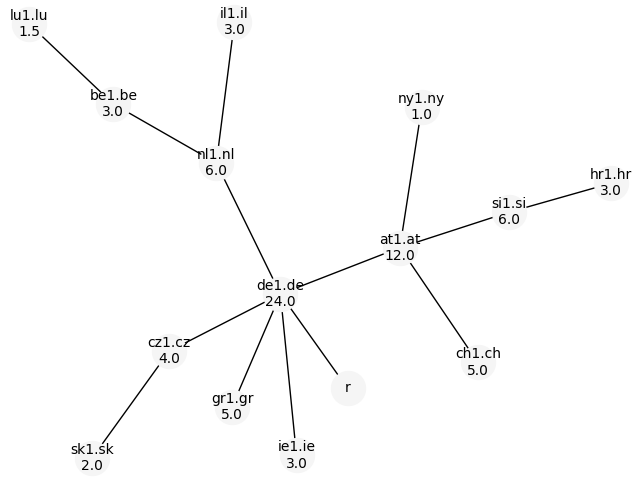 lu1.lu
1.5
il1.il
3.0
be1.be
3.0
ny1.ny
1.0
nl1.nl
6.0
hr1.hr
3.0
si1.si
6.0
at1.at
12.0
de1.de
24.0
cz1.cz
4.0
ch1.ch
5.0
r
gr1.gr
5.0
sk1.sk
2.0
ie1.ie
3.0